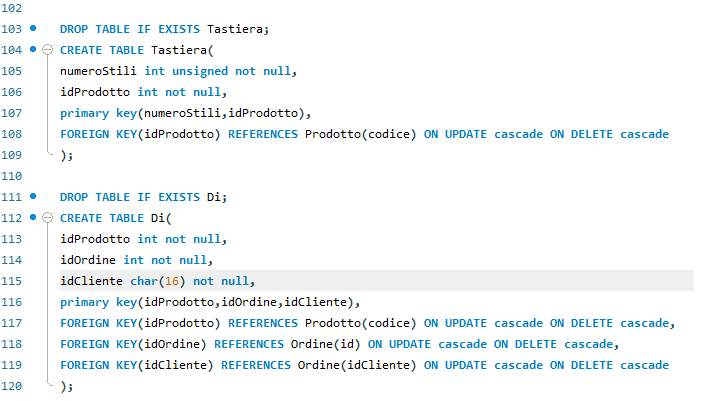 102
103 DROP TABLE IF EXISTS Tastiera;
104 CREATE TABLE Tastiera(
105 numeroStili int unsigned not null,
106 idProdotto int not null,
107 primary key(numeroStili,idProdotto),
108 FOREIGN KEY(idProdotto) REFERENCES Prodotto(codice) ON UPDATE cascade ON DELETE cascade
109 );
110
111 DROP TABLE IF EXISTS Di;
112 CREATE TABLE Di(
113 idProdotto int not null,
114 idOrdine int not null,
115 idCliente char(16) not null,
116 primary key(idProdotto,idOrdine,idCliente),
117 FOREIGN KEY(idProdotto) REFERENCES Prodotto(codice) ON UPDATE cascade ON DELETE cascade,
118 FOREIGN KEY(idOrdine) REFERENCES Ordine(id) ON UPDATE cascade ON DELETE cascade,
119 FOREIGN KEY(idCliente) REFERENCES Ordine(idCliente) ON UPDATE cascade ON DELETE cascade
120 );